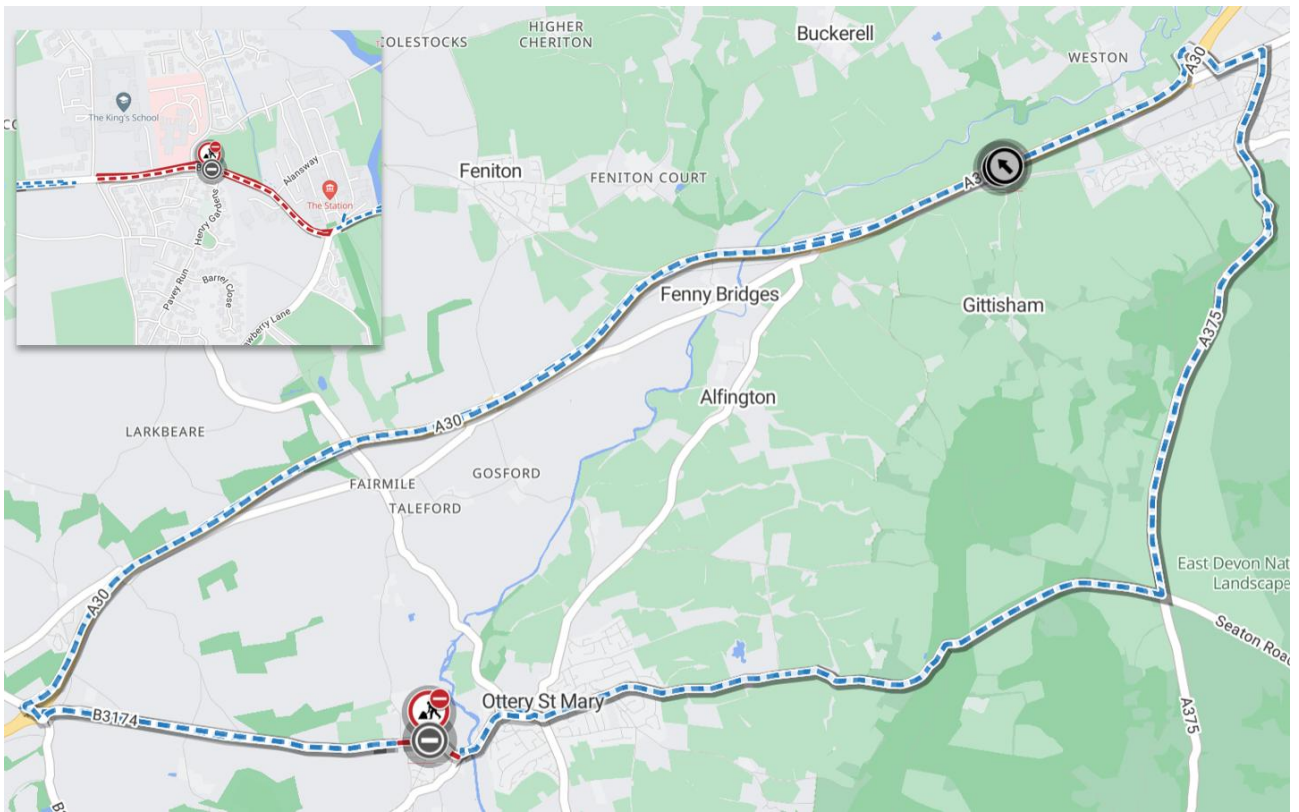 COLESTOCKS
HIGHER
CHERITON
Buckerell
WESTON
A30
The King's School
Alansway
The Station
Henry Gardens
Pavey Run
Barrel Close
Feniton
FENITON COURT
Fenny Bridges
Gittisham
A375
Alfington
A30
LARKBEARE
GOSFORD
FAIRMILE
TALEFORD
East Devon Nat
Landscape
A30
Seaton Road
Ottery St Mary
B3174
A375